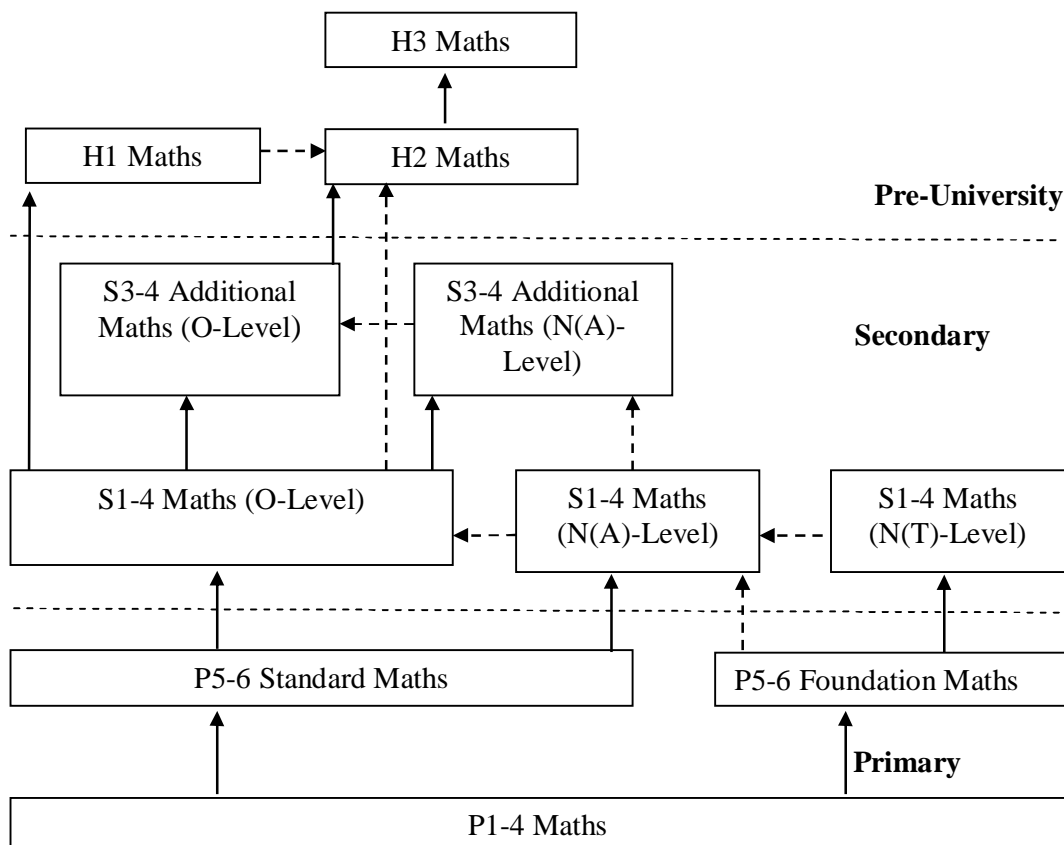 H3 Maths
H1 Maths
H2 Maths
Pre-University
S3-4 Additional
Maths (O-Level)
S3-4 Additional
Maths (N(A)-
Level)
Secondary
S1-4 Maths (O-Level)
S1-4 Maths
(N(A)-Level)
S1-4 Maths
(N(T)-Level)
P5-6 Standard Maths
P5-6 Foundation Maths
Primary
P1-4 Maths